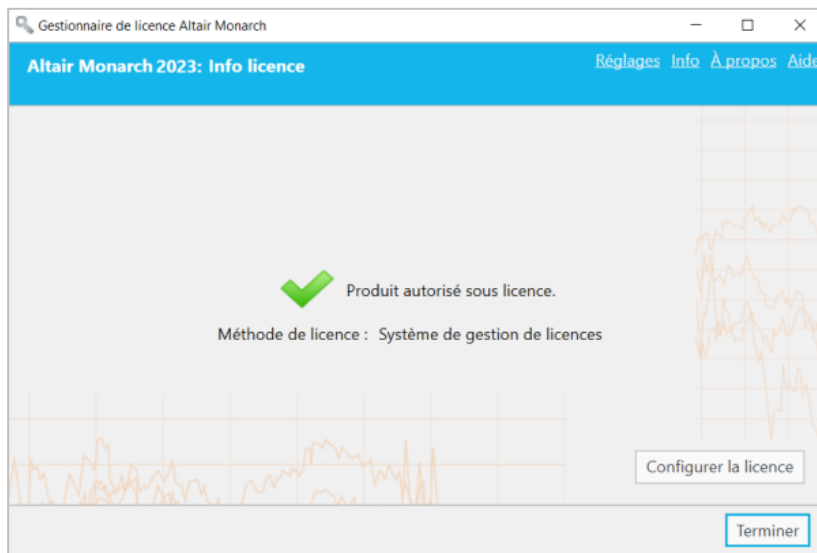 Gestionnaire de licence Altair Monarch
Altair Monarch 2023: Info licence
Réglages Info À propos Aide
Produit autorisé sous licence.
Méthode de licence : Système de gestion de licences
Configurer la licence
Terminer